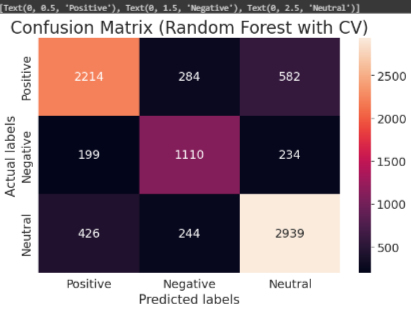 [Text(0, 0.5, 'Positive'), Text(0, 1.5, 'Negative'), Text(0, 2.5, 'Neutral')]
Confusion Matrix (Random Forest with CV)
Actual labels
Positive
2214 284 582
Negative
199 1110 234
Neutral
426 244 2939
Positive Negative Neutral
Predicted labels
2500
2000
1500
1000
500